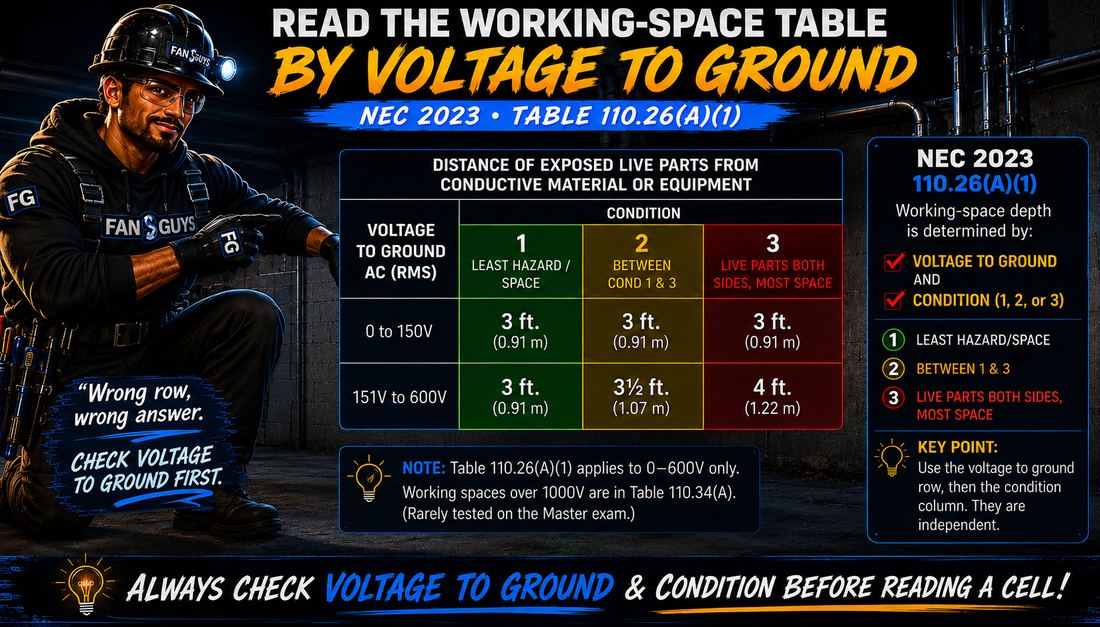 READ THE WORKING-SPACE TABLE
BY VOLTAGE TO GROUND
NEC 2023 • TABLE 110.26(A)(1)
FAN GUYS
FG
FAN S GUYS
FG
"Wrong row,
wrong answer.
CHECK VOLTAGE
TO GROUND FIRST.
DISTANCE OF EXPOSED LIVE PARTS FROM
CONDUCTIVE MATERIAL OR EQUIPMENT
VOLTAGE
TO GROUND
AC (RMS)
CONDITION
1
LEAST HAZARD /
SPACE
2
BETWEEN
COND 1 & 3
3
LIVE PARTS BOTH
SIDES, MOST SPACE
0 to 150V
3 ft.
(0.91 m)
3 ft.
(0.91 m)
3 ft.
(0.91 m)
151V to 600V
3 ft.
(0.91 m)
3½ ft.
(1.07 m)
4 ft.
(1.22 m)
NOTE: Table 110.26(A)(1) applies to 0–600V only.
Working spaces over 1000V are in Table 110.34(A).
(Rarely tested on the Master exam.)
NEC 2023
110.26(A)(1)
Working-space depth
is determined by:
VOLTAGE TO GROUND
AND
CONDITION (1, 2, or 3)
1 LEAST HAZARD/SPACE
2 BETWEEN 1 & 3
3 LIVE PARTS BOTH SIDES,
MOST SPACE
KEY POINT:
Use the voltage to ground
row, then the condition
column. They are
independent.
ALWAYS CHECK VOLTAGE TO GROUND & CONDITION BEFORE READING A CELL!